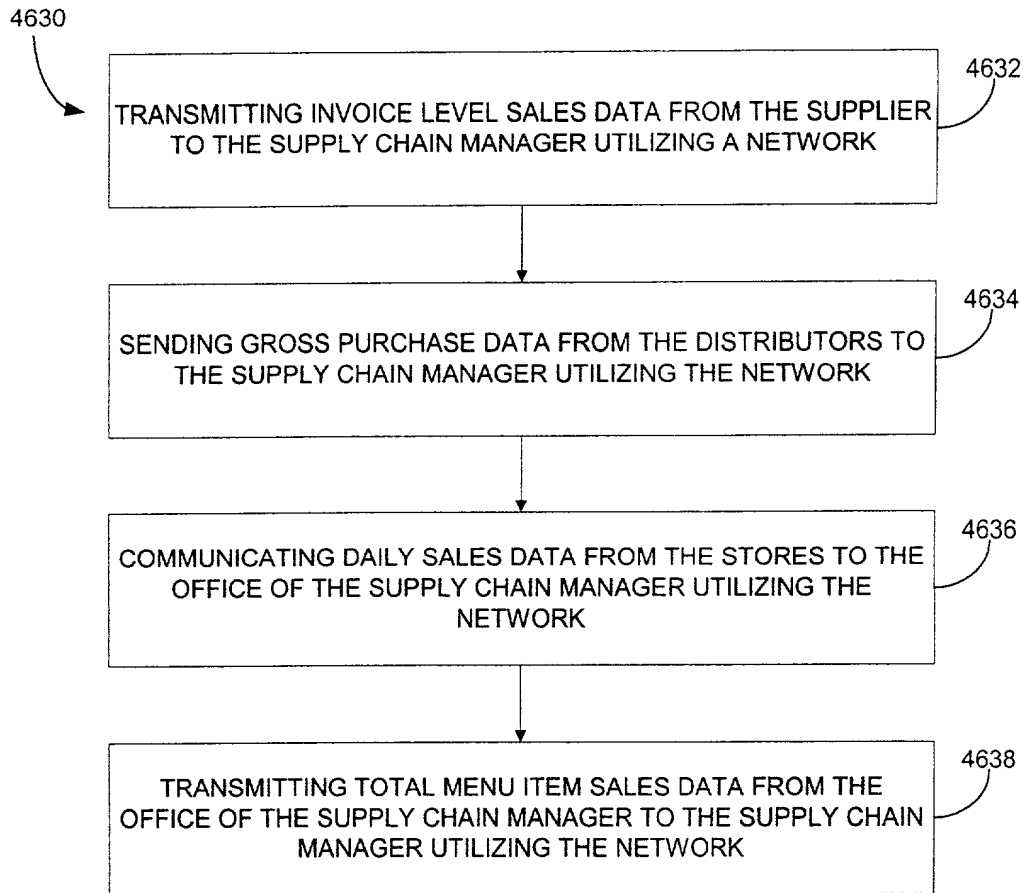 4630
4632
TRANSMITTING INVOICE LEVEL SALES DATA FROM THE SUPPLIER
TO THE SUPPLY CHAIN MANAGER UTILIZING A NETWORK
4634
SENDING GROSS PURCHASE DATA FROM THE DISTRIBUTORS TO
THE SUPPLY CHAIN MANAGER UTILIZING THE NETWORK
4636
COMMUNICATING DAILY SALES DATA FROM THE STORES TO THE
OFFICE OF THE SUPPLY CHAIN MANAGER UTILIZING THE
NETWORK
4638
TRANSMITTING TOTAL MENU ITEM SALES DATA FROM THE
OFFICE OF THE SUPPLY CHAIN MANAGER TO THE SUPPLY CHAIN
MANAGER UTILIZING THE NETWORK